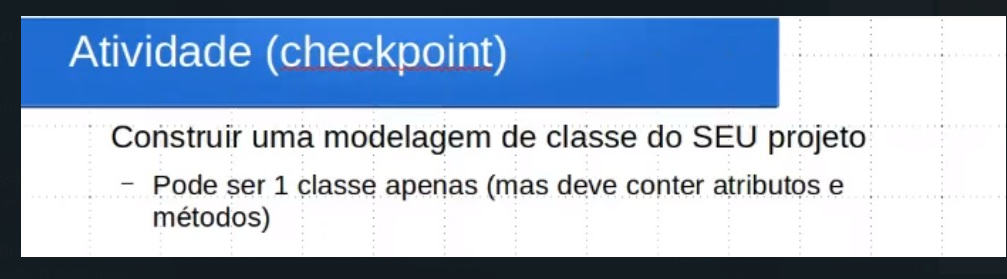 Atividade (checkpoint)
Construir uma modelagem de classe do SEU projeto
– Pode ser 1 classe apenas (mas deve conter atributos e
métodos)